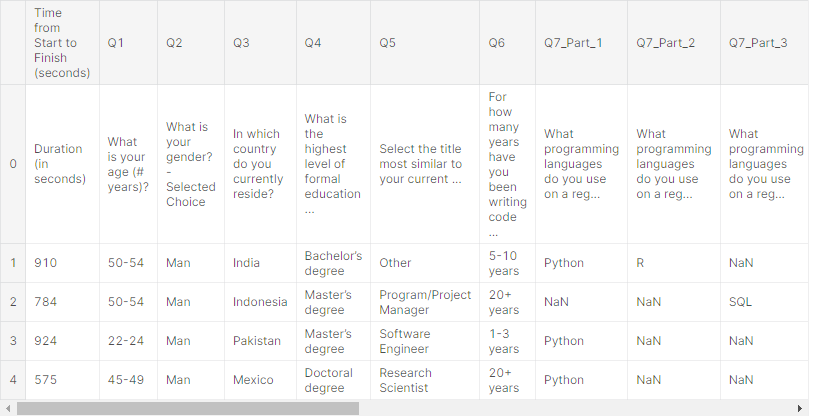 Time from Start to Finish (seconds) Q1 Q2 Q3 Q4 Q5 Q6 Q7_Part_1 Q7_Part_2 Q7_Part_3
0 Duration (in seconds) What is your age (# years)? What is your gender? - Selected Choice In which country do you currently reside? What is the highest level of formal education ... Select the title most similar to your current ... For how many years have you been writing code ... What programming languages do you use on a reg... What programming languages do you use on a reg... What programming languages do you use on a reg...
1 910 50-54 Man India Bachelor’s degree Other 5-10 years Python R NaN
2 784 50-54 Man Indonesia Master’s degree Program/Project Manager 20+ years NaN NaN SQL
3 924 22-24 Man Pakistan Master’s degree Software Engineer 1-3 years Python NaN NaN
4 575 45-49 Man Mexico Doctoral degree Research Scientist 20+ years Python NaN NaN